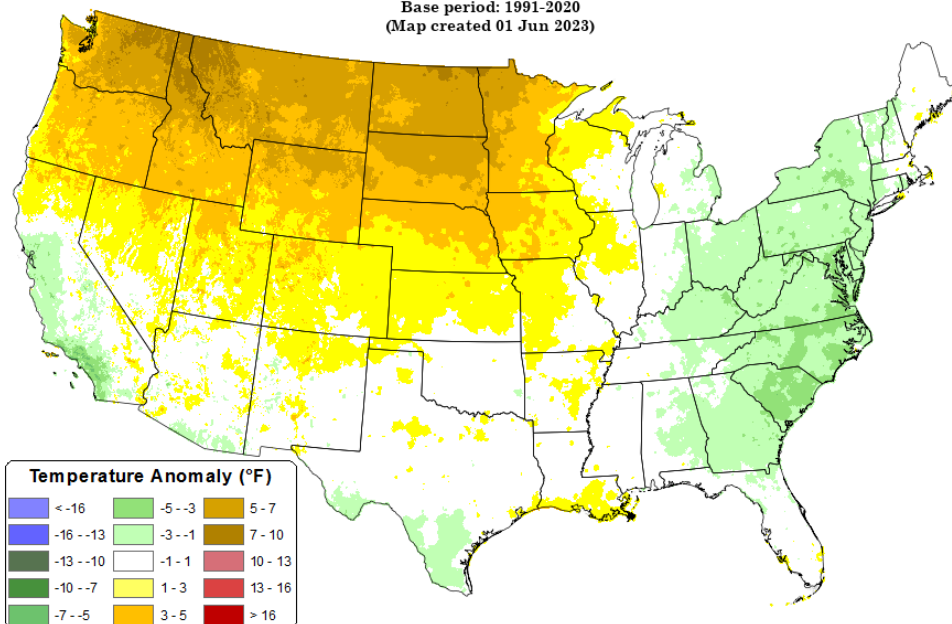 Base period: 1991-2020
(Map created 01 Jun 2023)
Temperature Anomaly (°F)
< -16
-5 - -3
5 - 7
-16 - -13
-3 - -1
7 - 10
-13 - -10
-1 - 1
10 - 13
-10 - -7
1 - 3
13 - 16
-7 - -5
3 - 5
> 16